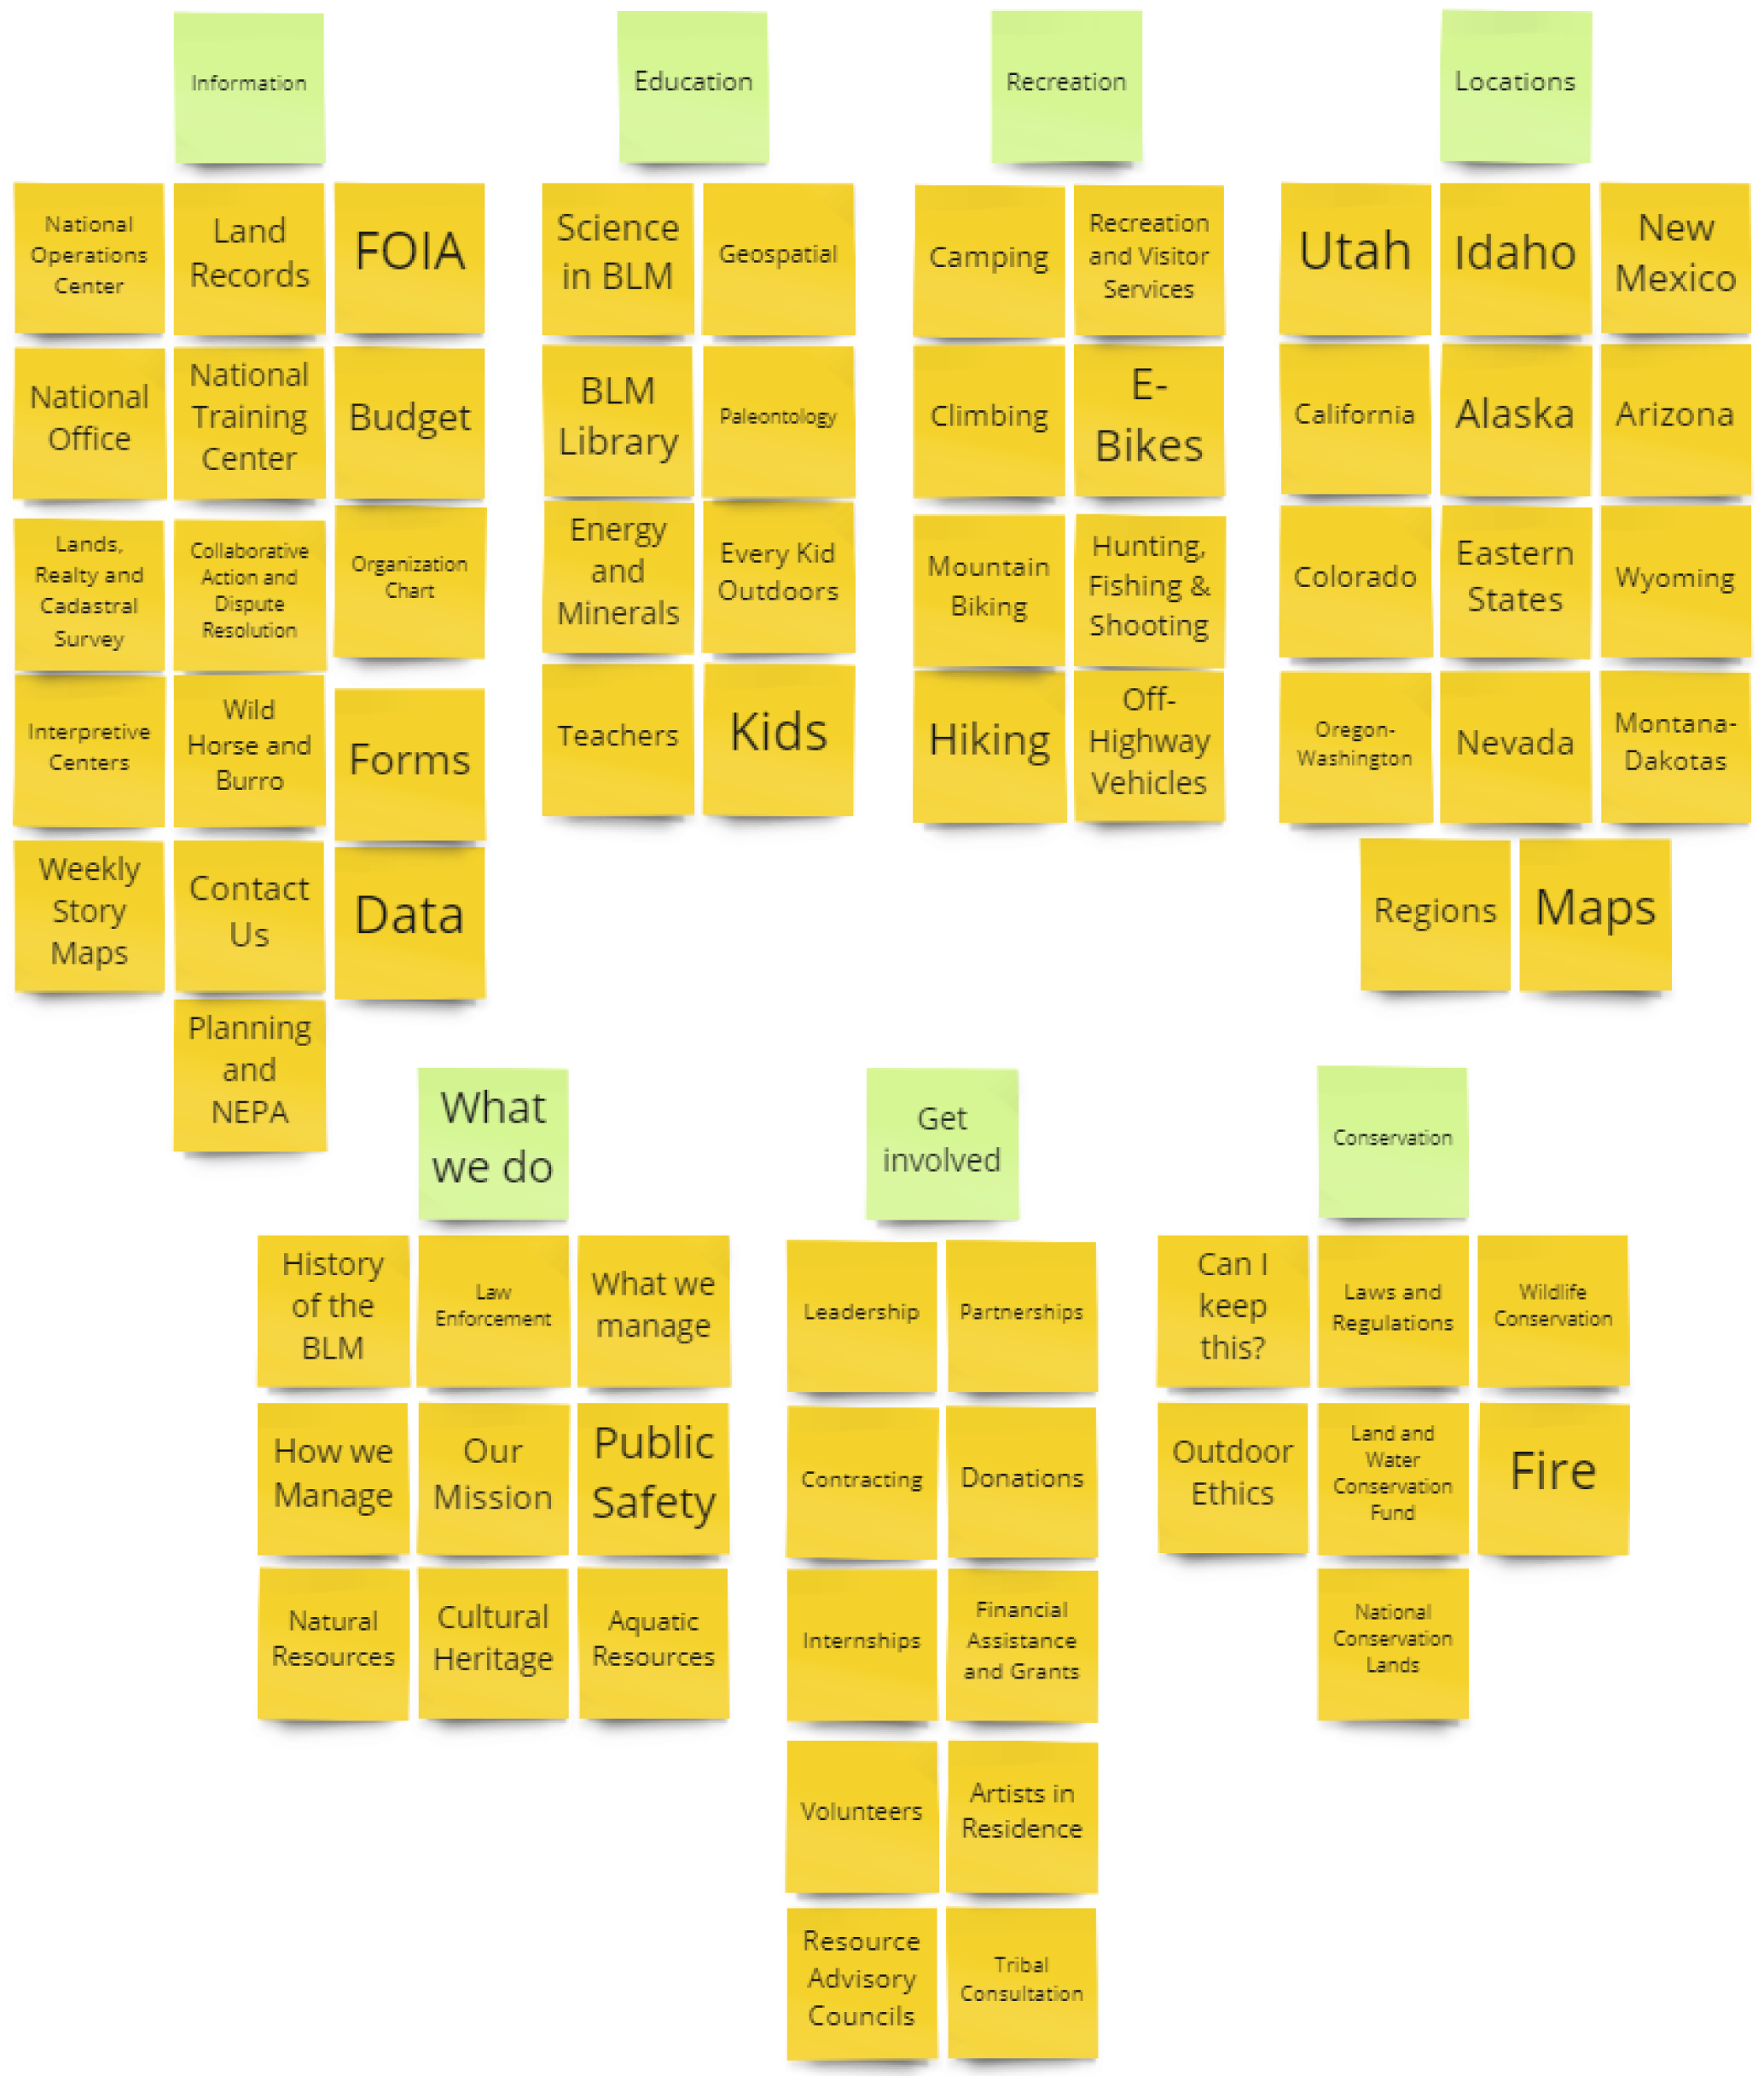 Information
National
Operations
Center
Land
Records
FOIA
National
Office
National
Training
Center
Budget
Lands,
Realty and
Cadastral
Survey
Collaborative
Action and
Dispute
Resolution
Organization
Chart
Interpretive
Centers
Wild
Horse and
Burro
Forms
Weekly
Story
Maps
Contact
Us
Data
Planning
and
NEPA
Education
Science
in BLM
Geospatial
BLM
Library
Paleontology
Energy
and
Minerals
Every Kid
Outdoors
Teachers
Kids
Recreation
Camping
Recreation
and Visitor
Services
Climbing
E-
Bikes
Mountain
Biking
Hunting,
Fishing &
Shooting
Hiking
Off-
Highway
Vehicles
Locations
Utah
Idaho
New
Mexico
California
Alaska
Arizona
Colorado
Eastern
States
Wyoming
Oregon-
Washington
Nevada
Montana-
Dakotas
Regions
Maps
What
we do
History
of the
BLM
Law
Enforcement
What we
manage
How we
Manage
Our
Mission
Public
Safety
Natural
Resources
Cultural
Heritage
Aquatic
Resources
Get
involved
Leadership
Partnerships
Contracting
Donations
Internships
Financial
Assistance
and Grants
Volunteers
Artists in
Residence
Resource
Advisory
Councils
Tribal
Consultation
Conservation
Can I
keep
this?
Laws and
Regulations
Wildlife
Conservation
Outdoor
Ethics
Land and
Water
Conservation
Fund
Fire
National
Conservation
Lands